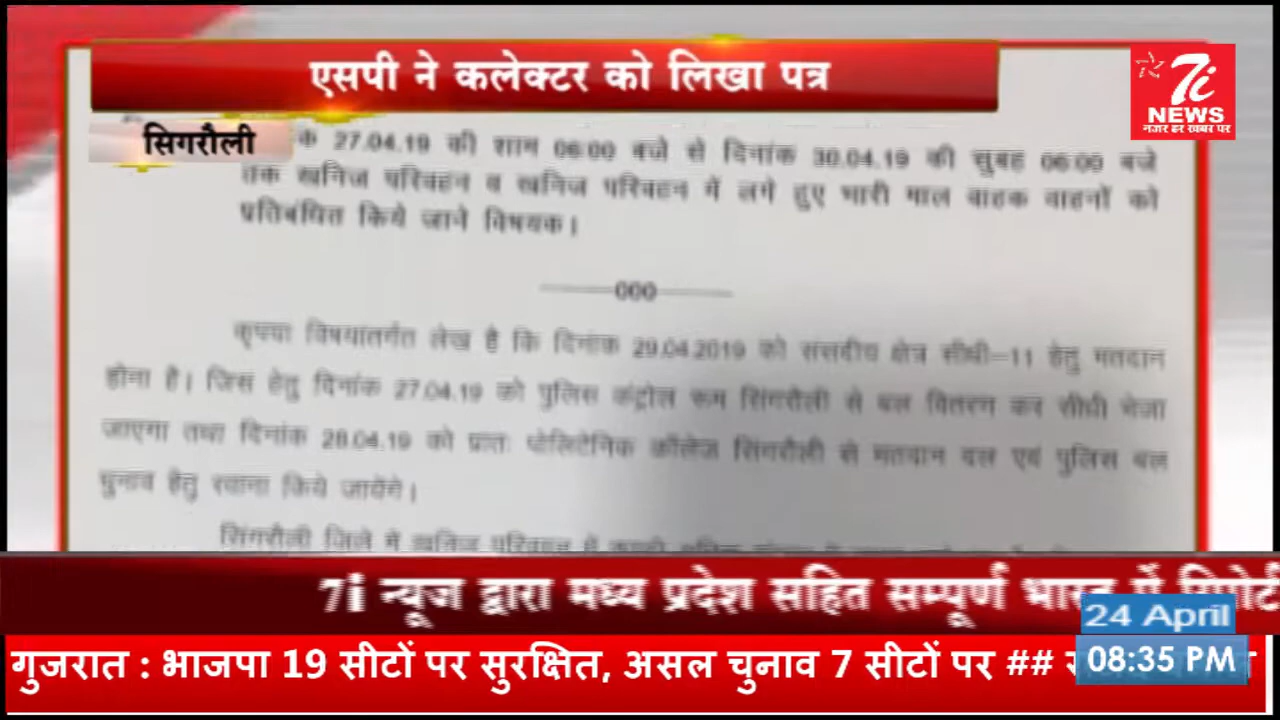 एसपी ने कलेक्टर को लिखा पत्र
7i
NEWS
नजर हर खबर पर
सिगरौली
क 27.04.19 की शाम 06:00 बजे से दिनांक 30.04.19 की सुबह 06:00 बजे
तक खनिज परिवहन व खनिज परिवहन में लगे हुए भारी माल वाहक वाहनों को
प्रतिबंधित किये जाने विषयक।
000
कृपया विषयांतर्गत लेख है कि दिनांक 29.04.2019 को संसदीय क्षेत्र सीधी-11 हेतु मतदान
होना है। जिस हेतु दिनांक 27.04.19 को पुलिस कंट्रोल रूम सिंगरौली से बल वितरण कर सीधी भेजा
जाएगा तथा दिनांक 28.04.19 को प्रातः पोलिटेनिक कॉलेज सिंगरौली से मतदान दल एवं पुलिस बल
चुनाव हेतु रवाना किये जायेंगे।
सिंगरौली जिले में खनिज परिवहन में
7i न्यूज द्वारा मध्य प्रदेश सहित सम्पूर्ण भारत में
24 April
08:35 PM
गुजरात : भाजपा 19 सीटों पर सुरक्षित, असल चुनाव 7 सीटों पर ##